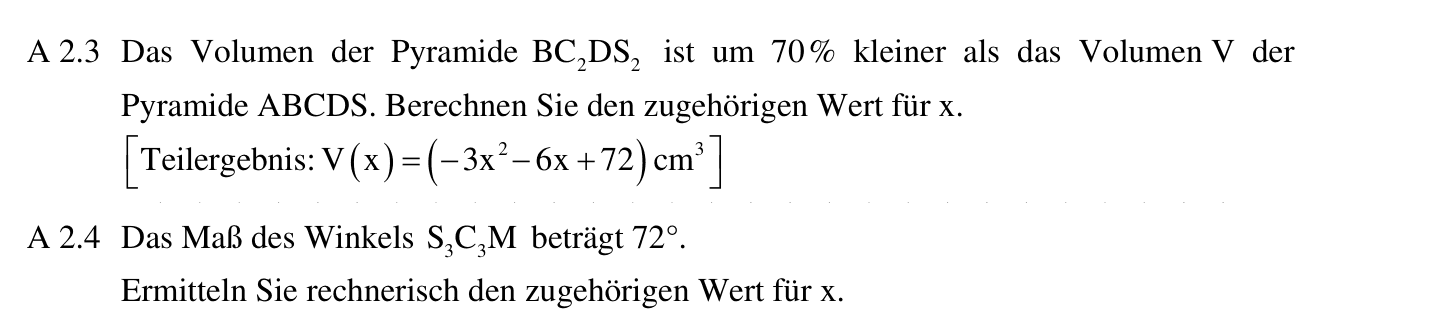 A 2.3 Das Volumen der Pyramide BC₂DS₂ ist um 70% kleiner als das Volumen V der
Pyramide ABCDS. Berechnen Sie den zugehörigen Wert für x.
[Teilergebnis: V(x)=(−3x²−6x+72) cm³]
A 2.4 Das Maß des Winkels S₃C₃M beträgt 72°.
Ermitteln Sie rechnerisch den zugehörigen Wert für x.